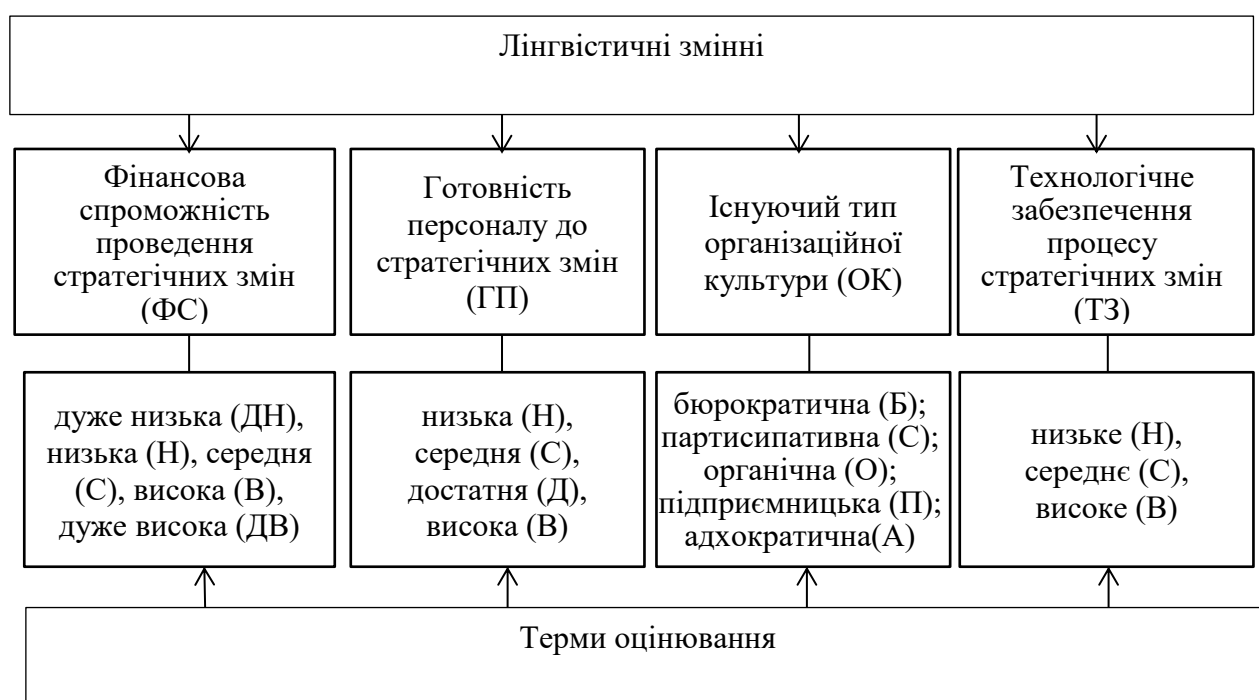 Лінгвістичні змінні
Фінансова
спроможність
проведення
стратегічних змін
(ФС)
Готовність
персоналу до
стратегічних змін
(ГП)
Існуючий тип
організаційної
культури (ОК)
Технологічне
забезпечення
процесу
стратегічних змін
(ТЗ)
дуже низька (ДН),
низька (Н), середня
(С), висока (В),
дуже висока (ДВ)
низька (Н),
середня (С),
достатня (Д),
висока (В)
бюрократична (Б);
партисипативна (С);
органічна (О);
підприємницька (П);
адхократична(А)
низьке (Н),
середнє (С),
високе (В)
Терми оцінювання